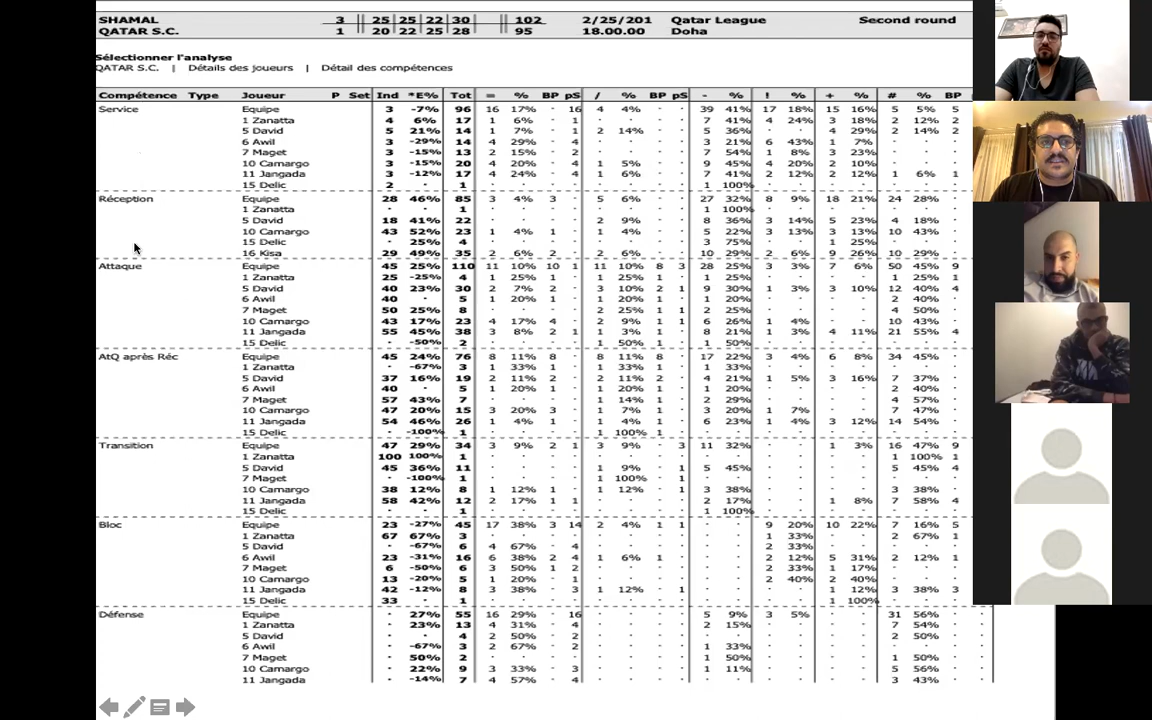 SHAMAL 3 25 25 22 30 102 2/25/201 Qatar League Second round
QATAR S.C. 1 20 22 25 28 95 18.00.00 Doha
Sélectionner l'analyse
QATAR S.C. | Détails des joueurs | Détail des compétences
Compétence Type Joueur P Set Ind *E% Tot = % BP pS / % BP pS - % ! % + % # % BP
Service Equipe 3 -7% 96 16 17% · 16 4 4% · · 39 41% 17 18% 15 16% 5 5% 5
1 Zanatta 4 6% 17 1 6% · 1 · · · · 7 41% 4 24% 3 18% 2 12% 2
5 David 5 21% 14 1 7% · 1 2 14% · · 5 36% · · 4 29% 2 14% 2
6 Awil 3 -29% 14 4 29% · 4 · · · · 3 21% 6 43% 1 7% · · ·
7 Maget 3 -15% 13 2 15% · 2 · · · · 7 54% 1 8% 3 23% · · ·
10 Camargo 3 -15% 20 4 20% · 4 1 5% · · 9 45% 4 20% 2 10% · · ·
11 Jangada 3 -12% 17 4 24% · 4 1 6% · · 7 41% 2 12% 2 12% 1 6% 1
15 Delic 2 · 1 · · · · · · · · 1 100% · · · · · · ·
Réception Equipe 28 46% 85 3 4% 3 · 5 6% · · 27 32% 8 9% 18 21% 24 28% ·
1 Zanatta · · 1 · · · · · · · · 1 100% · · · · · · ·
5 David 18 41% 22 · · · · 2 9% · · 8 36% 3 14% 5 23% 4 18% ·
10 Camargo 43 52% 23 1 4% 1 · 1 4% · · 5 22% 3 13% 3 13% 10 43% ·
15 Delic · 25% 4 · · · · · · · · 3 75% · · 1 25% · · ·
16 Kisa 29 49% 35 2 6% 2 · 2 6% · · 10 29% 2 6% 9 26% 10 29% ·
Attaque Equipe 45 25% 110 11 10% 10 1 11 10% 8 3 28 25% 3 3% 7 6% 50 45% 9
1 Zanatta 25 -25% 4 1 25% 1 · 1 25% 1 · 1 25% · · · · 1 25% 1
5 David 40 23% 30 2 7% 2 · 3 10% 2 1 9 30% 1 3% 3 10% 12 40% 4
6 Awil 40 · 5 1 20% 1 · 1 20% 1 · 1 20% · · · · 2 40% ·
7 Maget 50 25% 8 · · · · 2 25% 1 1 2 25% · · · · 4 50% ·
10 Camargo 43 17% 23 4 17% 4 · 2 9% 1 1 6 26% 1 4% · · 10 43% ·
11 Jangada 55 45% 38 3 8% 2 1 1 3% 1 · 8 21% 1 3% 4 11% 21 55% 4
15 Delic · -50% 2 · · · · 1 50% 1 · 1 50% · · · · · · ·
AtQ après Réc Equipe 45 24% 76 8 11% 8 · 8 11% 8 · 17 22% 3 4% 6 8% 34 45% ·
1 Zanatta · -67% 3 1 33% 1 · 1 33% 1 · 1 33% · · · · · · ·
5 David 37 16% 19 2 11% 2 · 2 11% 2 · 4 21% 1 5% 3 16% 7 37% ·
6 Awil 40 · 5 1 20% 1 · 1 20% 1 · 1 20% · · · · 2 40% ·
7 Maget 57 43% 7 · · · · 1 14% 1 · 2 29% · · · · 4 57% ·
10 Camargo 47 20% 15 3 20% 3 · 1 7% 1 · 3 20% 1 7% · · 7 47% ·
11 Jangada 54 46% 26 1 4% 1 · 1 4% 1 · 6 23% 1 4% 3 12% 14 54% ·
15 Delic · -100% 1 · · · · 1 100% 1 · · · · · · · · · ·
Transition Equipe 47 29% 34 3 9% 2 1 3 9% · 3 11 32% · · 1 3% 16 47% 9
1 Zanatta 100 100% 1 · · · · · · · · · · · · · · 1 100% 1
5 David 45 36% 11 · · · · 1 9% · 1 5 45% · · · · 5 45% 4
7 Maget · -100% 1 · · · · 1 100% · 1 · · · · · · · · ·
10 Camargo 38 12% 8 1 12% 1 · 1 12% · 1 3 38% · · · · 3 38% ·
11 Jangada 58 42% 12 2 17% 1 1 · · · · 2 17% · · 1 8% 7 58% 4
15 Delic · · 1 · · · · · · · · 1 100% · · · · · · ·
Bloc Equipe 23 -27% 45 17 38% 3 14 2 4% 1 1 · · 9 20% 10 22% 7 16% 5
1 Zanatta 67 67% 3 · · · · · · · · · · 1 33% · · 2 67% 1
5 David · -67% 6 4 67% · 4 · · · · · · 2 33% · · · · ·
6 Awil 23 -31% 16 6 38% 2 4 1 6% 1 · · · 2 12% 5 31% 2 12% 1
7 Maget 6 -50% 6 3 50% 1 2 · · · · · · 2 33% 1 17% · · ·
10 Camargo 13 -20% 5 1 20% · 1 · · · · · · 2 40% 2 40% · · ·
11 Jangada 42 -12% 8 3 38% · 3 1 12% · 1 · · · · 1 12% 3 38% 3
15 Delic 33 · 1 · · · · · · · · · · · · 1 100% · · ·
Défense Equipe · 27% 55 16 29% · 16 · · · · 5 9% 3 5% · · 31 56% · ·
1 Zanatta · 23% 13 4 31% · 4 · · · · 2 15% · · · · 7 54% · ·
5 David · · 4 2 50% · 2 · · · · · · · · · · 2 50% · ·
6 Awil · -67% 3 2 67% · 2 · · · · 1 33% · · · · · · · ·
7 Maget · 50% 2 · · · · · · · · 1 50% · · · · 1 50% · ·
10 Camargo · 22% 9 3 33% · 3 · · · · 1 11% · · · · 5 56% · ·
11 Jangada · -14% 7 4 57% · 4 · · · · · · · · · · 3 43% · ·